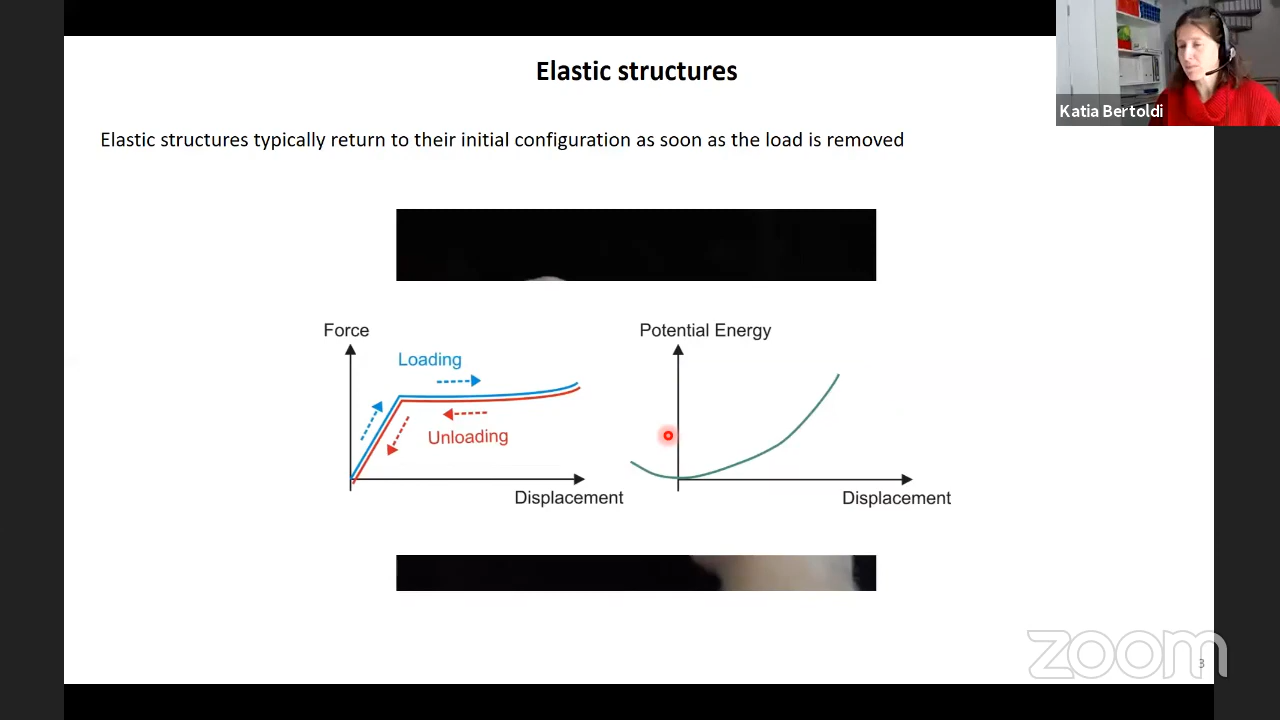 Elastic structures
Katia Bertoldi
Elastic structures typically return to their initial configuration as soon as the load is removed
Force
Potential Energy
Loading
Unloading
Displacement
Displacement
zoom
3